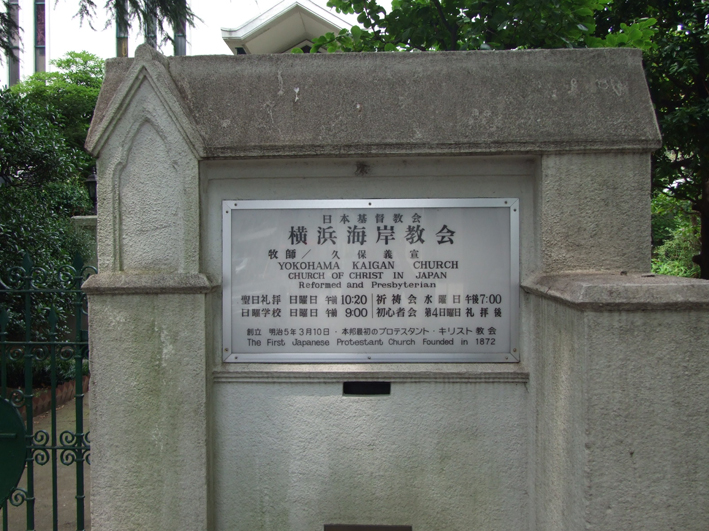 日本基督教会
横浜海岸教会
牧師／久保義宣
YOKOHAMA KAIGAN CHURCH
CHURCH OF CHRIST IN JAPAN
Reformed and Presbyterian
聖日礼拝 日曜日 午前10:20 祈祷会 水曜日 午後7:00
日曜学校 日曜日 午前 9:00 初心者会 第4日曜日 礼拝後
創立 明治5年3月10日・本邦最初のプロテスタント・キリスト教会
The First Japanese Protestant Church Founded in 1872